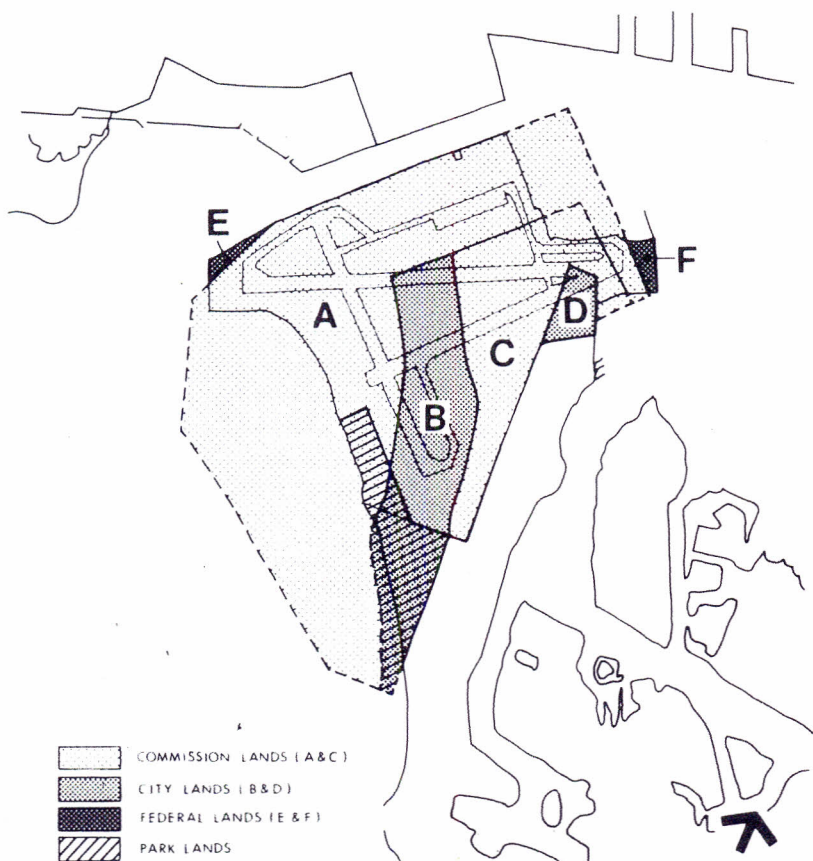 E
F
A
D
C
B
COMMISSION LANDS (A&C)
CITY LANDS (B&D)
FEDERAL LANDS (E & F)
PARK LANDS